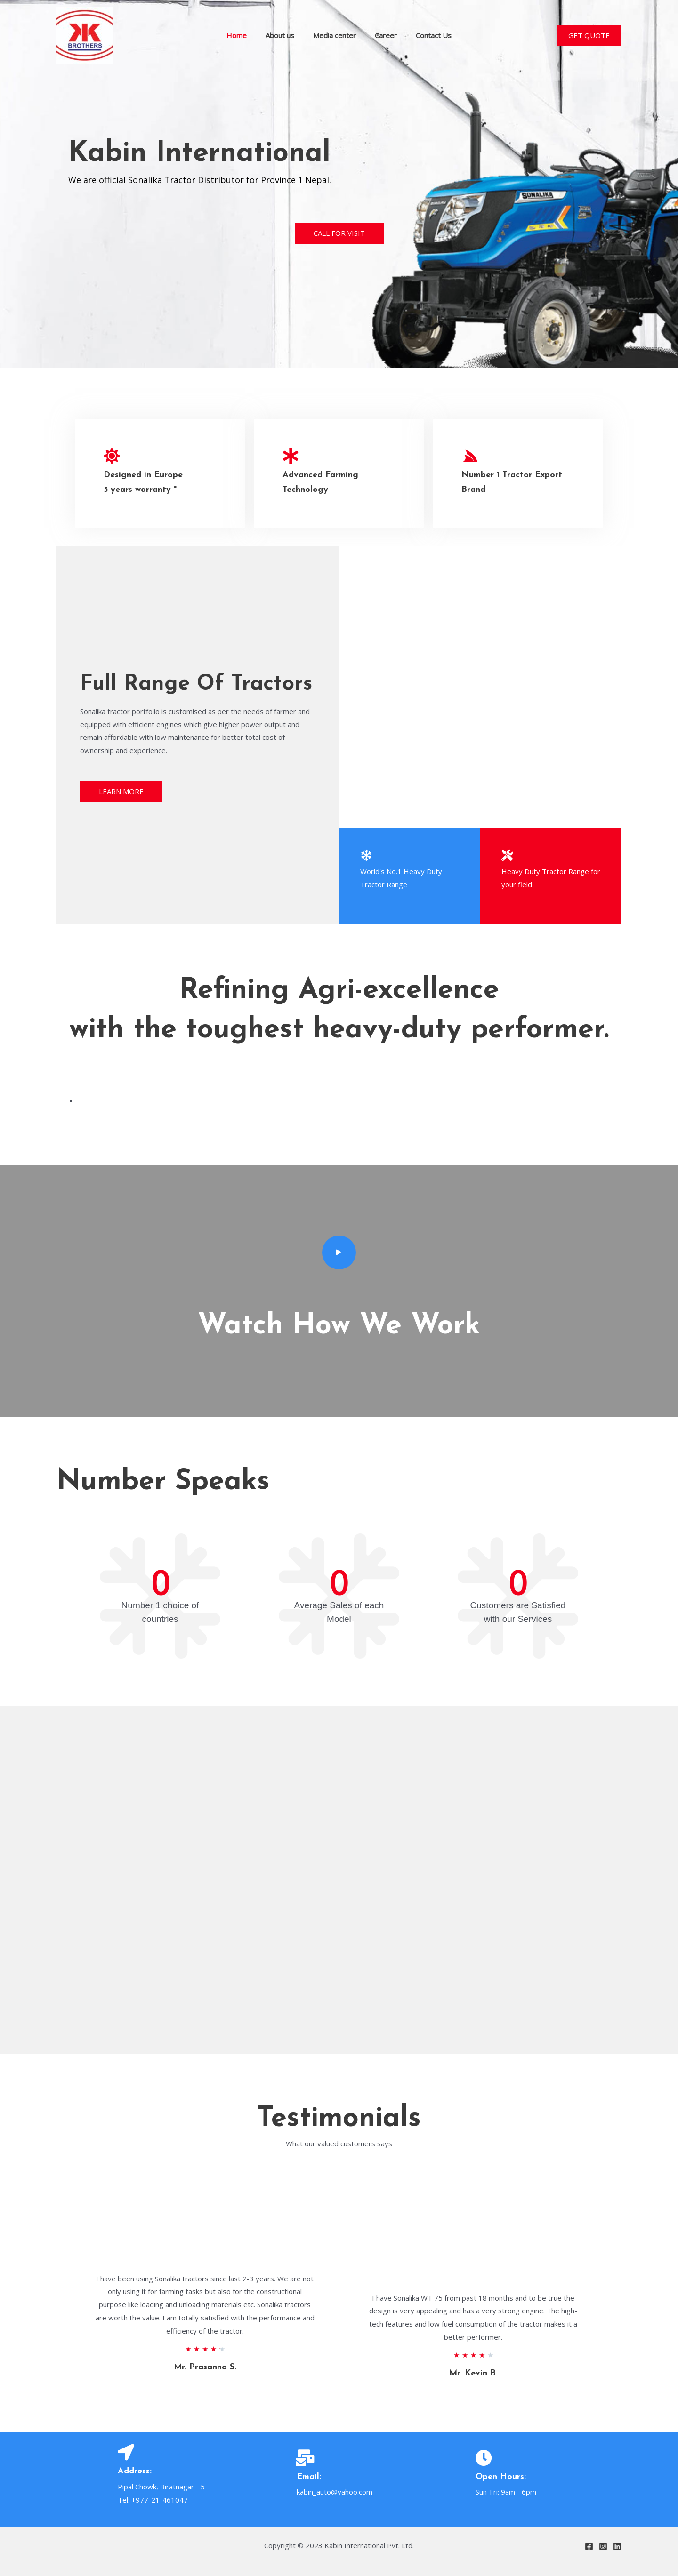 KK
BROTHERS
Home
About us
Media center
Career
Contact Us
GET QUOTE
Kabin International
We are official Sonalika Tractor Distributor for Province 1 Nepal.
CALL FOR VISIT
SONALIKA
Designed in Europe
5 years warranty *
Advanced Farming
Technology
Number 1 Tractor Export
Brand
Full Range Of Tractors
Sonalika tractor portfolio is customised as per the needs of farmer and
equipped with efficient engines which give higher power output and
remain affordable with low maintenance for better total cost of
ownership and experience.
LEARN MORE
World's No.1 Heavy Duty
Tractor Range
Heavy Duty Tractor Range for
your field
Refining Agri-excellence
with the toughest heavy-duty performer.
Watch How We Work
Number Speaks
0
Number 1 choice of
countries
0
Average Sales of each
Model
0
Customers are Satisfied
with our Services
Testimonials
What our valued customers says
I have been using Sonalika tractors since last 2-3 years. We are not
only using it for farming tasks but also for the constructional
purpose like loading and unloading materials etc. Sonalika tractors
are worth the value. I am totally satisfied with the performance and
efficiency of the tractor.
Mr. Prasanna S.
I have Sonalika WT 75 from past 18 months and to be true the
design is very appealing and has a very strong engine. The high-
tech features and low fuel consumption of the tractor makes it a
better performer.
Mr. Kevin B.
Address:
Pipal Chowk, Biratnagar - 5
Tel: +977-21-461047
Email:
kabin_auto@yahoo.com
Open Hours:
Sun-Fri: 9am - 6pm
Copyright © 2023 Kabin International Pvt. Ltd.